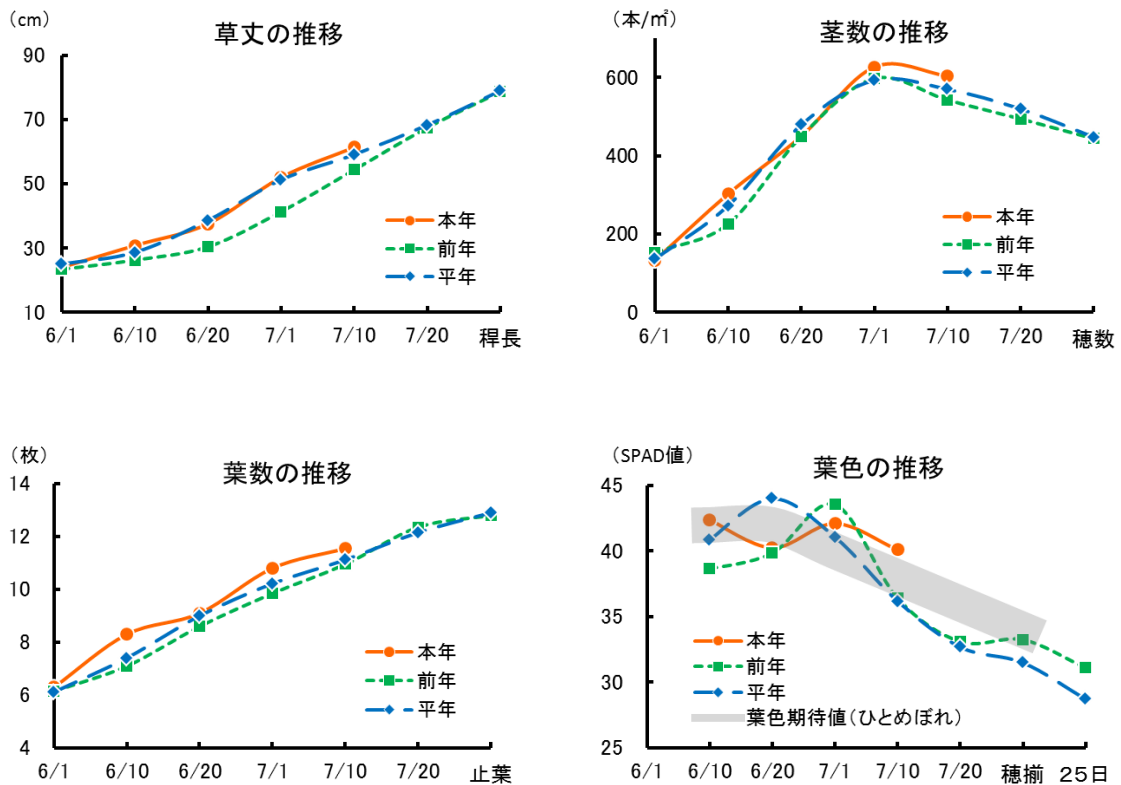 (cm)
草丈の推移
90
70
50
30
10
本年
前年
平年
6/1 6/10 6/20 7/1 7/10 7/20 稈長
(本/㎡)
茎数の推移
600
400
200
0
本年
前年
平年
6/1 6/10 6/20 7/1 7/10 7/20 穂数
(枚)
葉数の推移
14
12
10
8
6
4
本年
前年
平年
6/1 6/10 6/20 7/1 7/10 7/20 止葉
(SPAD値)
葉色の推移
45
40
35
30
25
本年
前年
平年
葉色期待値(ひとめぼれ)
6/1 6/10 6/20 7/1 7/10 7/20 穂揃 25日